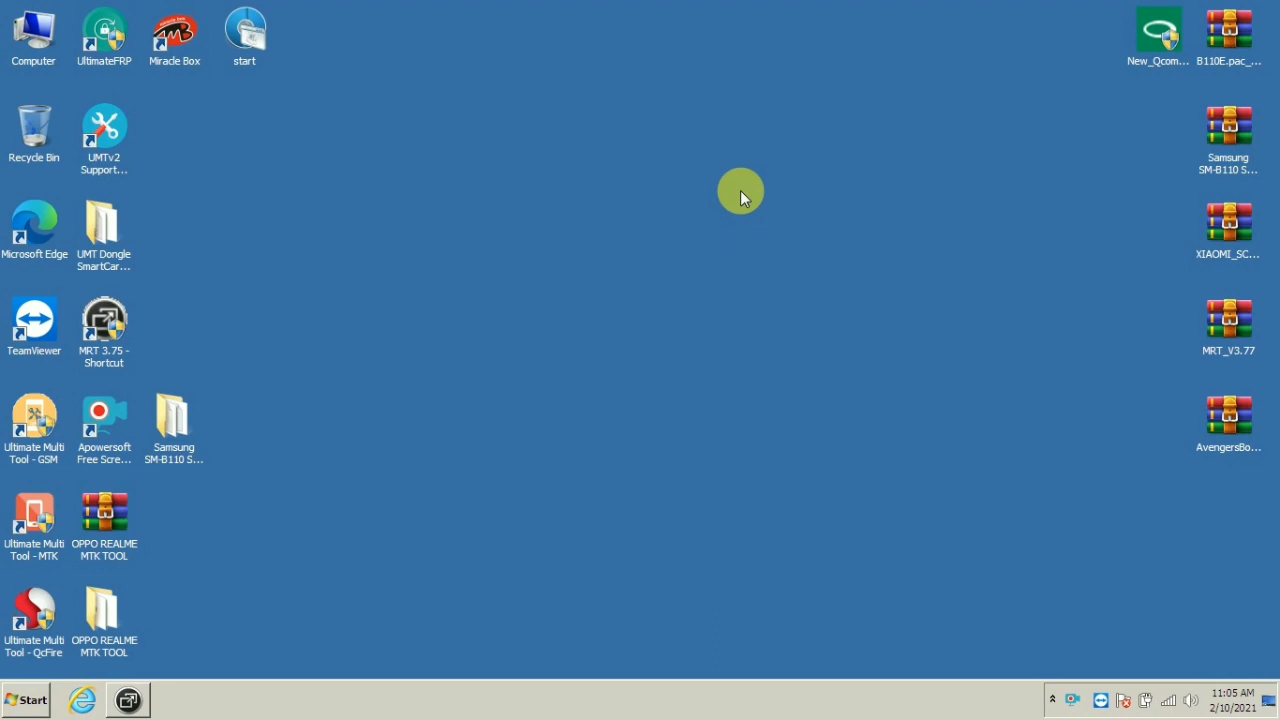 Computer
UltimateFRP
Miracle Box
start
New_Qcom...
B110E.pac_...
Recycle Bin
UMTv2
Support...
Samsung
SM-B110 S...
Microsoft Edge
UMT Dongle
SmartCar...
XIAOMI_SC...
TeamViewer
MRT 3.75 -
Shortcut
MRT_V3.77
Ultimate Multi
Tool - GSM
Apowersoft
Free Scre...
Samsung
SM-B110 S...
AvengersBo...
Ultimate Multi
Tool - MTK
OPPO REALME
MTK TOOL
Ultimate Multi
Tool - QcFire
OPPO REALME
MTK TOOL
Start
11:05 AM
2/10/2021